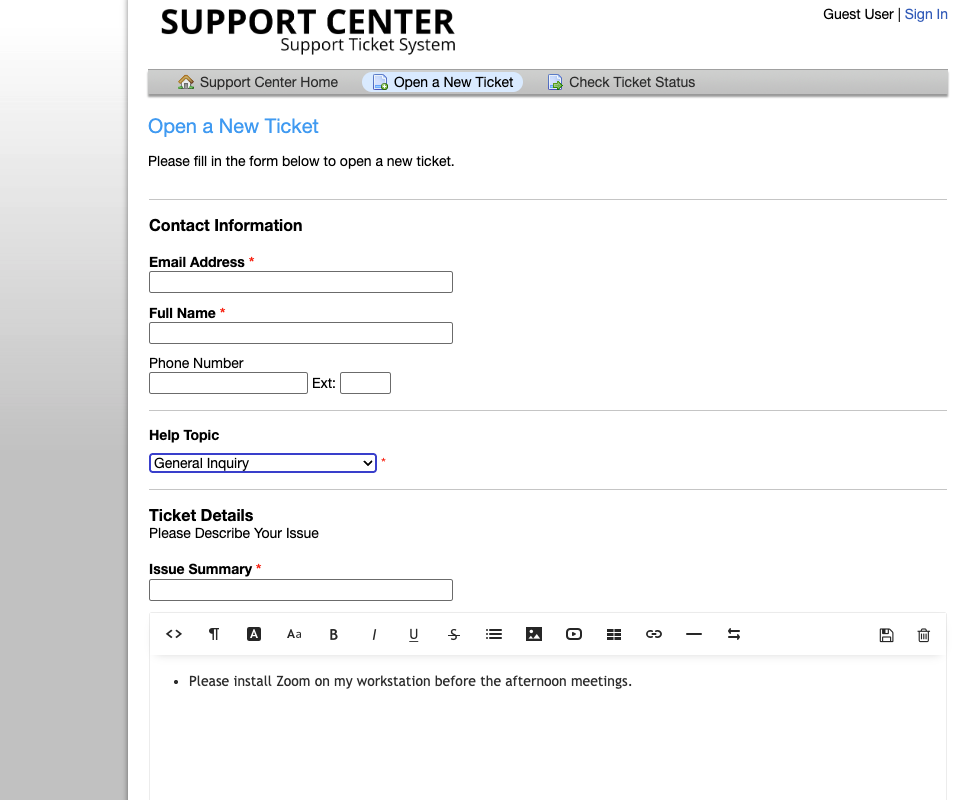 SUPPORT CENTER
Support Ticket System
Guest User | Sign In
Support Center Home
Open a New Ticket
Check Ticket Status
Open a New Ticket
Please fill in the form below to open a new ticket.
Contact Information
Email Address *
Full Name *
Phone Number
Ext:
Help Topic
General Inquiry *
Ticket Details
Please Describe Your Issue
Issue Summary *
<> ¶ A Aa B I U S
• Please install Zoom on my workstation before the afternoon meetings.